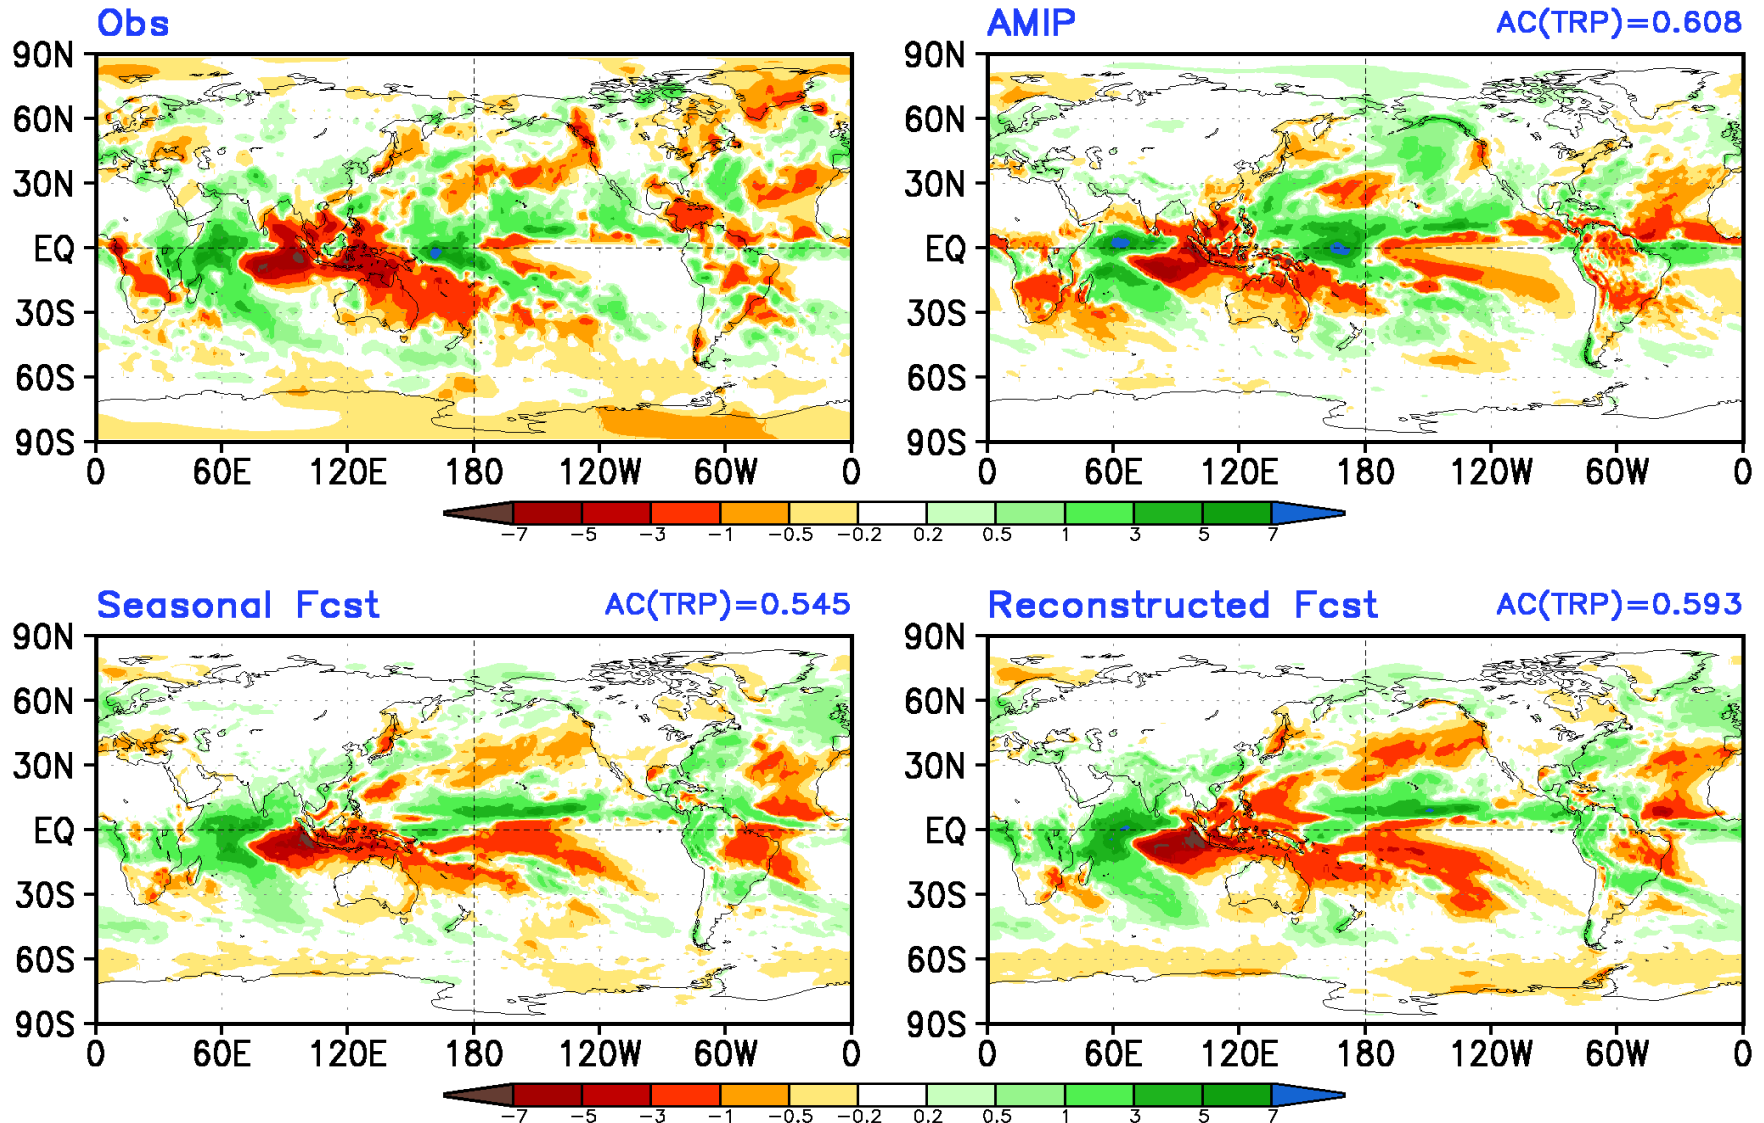 Obs
AMIP AC(TRP)=0.608
90N
60N
30N
EQ
30S
60S
90S
0 60E 120E 180 120W 60W 0
90N
60N
30N
EQ
30S
60S
90S
0 60E 120E 180 120W 60W 0
-7 -5 -3 -1 -0.5 -0.2 0.2 0.5 1 3 5 7
Seasonal Fcst AC(TRP)=0.545
Reconstructed Fcst AC(TRP)=0.593
90N
60N
30N
EQ
30S
60S
90S
0 60E 120E 180 120W 60W 0
90N
60N
30N
EQ
30S
60S
90S
0 60E 120E 180 120W 60W 0
-7 -5 -3 -1 -0.5 -0.2 0.2 0.5 1 3 5 7